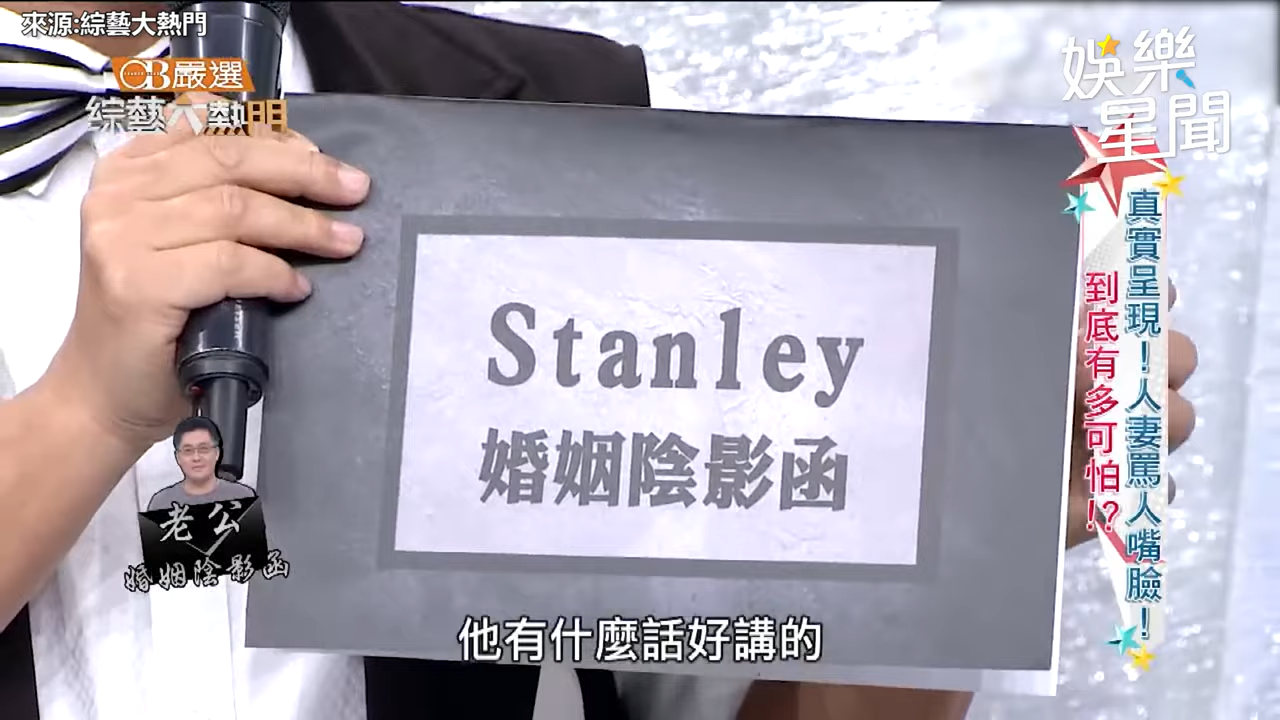 來源:綜藝大熱門
OB嚴選
綜藝大熱門
娛樂
星聞
真實呈現！人妻罵人嘴臉！
到底有多可怕!?
Stanley
婚姻陰影函
老公
婚姻陰影函
他有什麼話好講的